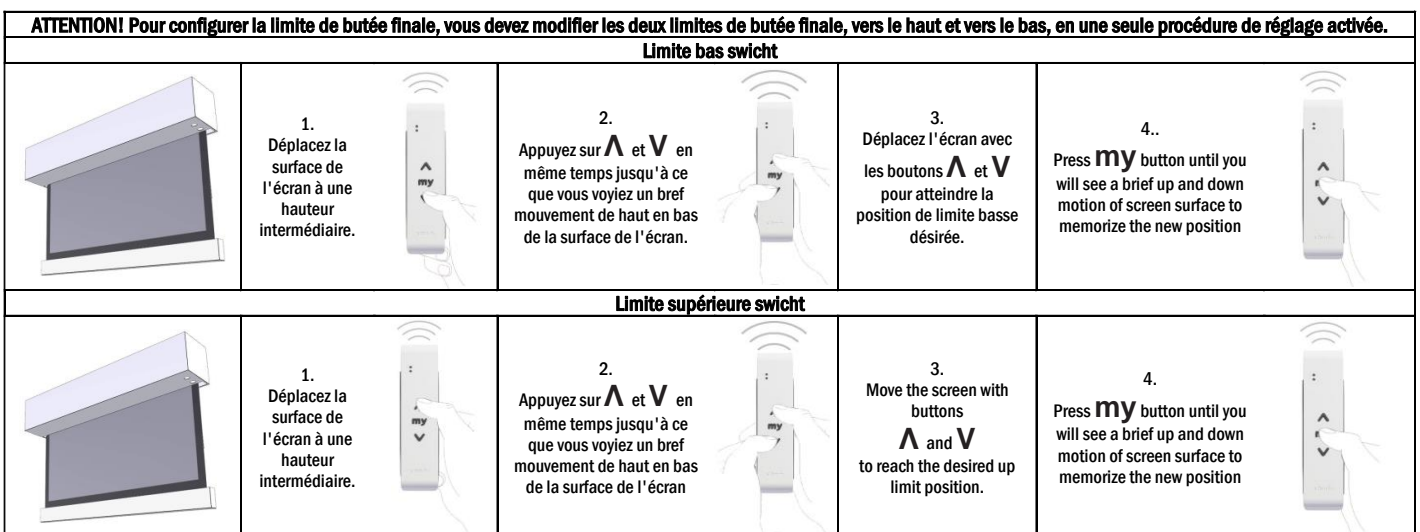 ATTENTION! Pour configurer la limite de butée finale, vous devez modifier les deux limites de butée finale, vers le haut et vers le bas, en une seule procédure de réglage activée.
Limite bas swicht
1.
Déplacez la
surface de
l'écran à une
hauteur
intermédiaire.
my
2.
Appuyez sur Λ et V en
même temps jusqu'à ce
que vous voyiez un bref
mouvement de haut en bas
de la surface de l'écran.
my
3.
Déplacez l'écran avec
les boutons Λ et V
pour atteindre la
position de limite basse
désirée.
4..
Press my button until you
will see a brief up and down
motion of screen surface to
memorize the new position
Limite supérieure swicht
1.
Déplacez la
surface de
l'écran à une
hauteur
intermédiaire.
my
2.
Appuyez sur Λ et V en
même temps jusqu'à ce
que vous voyiez un bref
mouvement de haut en bas
de la surface de l'écran
my
3.
Move the screen with
buttons
Λ and V
to reach the desired up
limit position.
4.
Press my button until you
will see a brief up and down
motion of screen surface to
memorize the new position